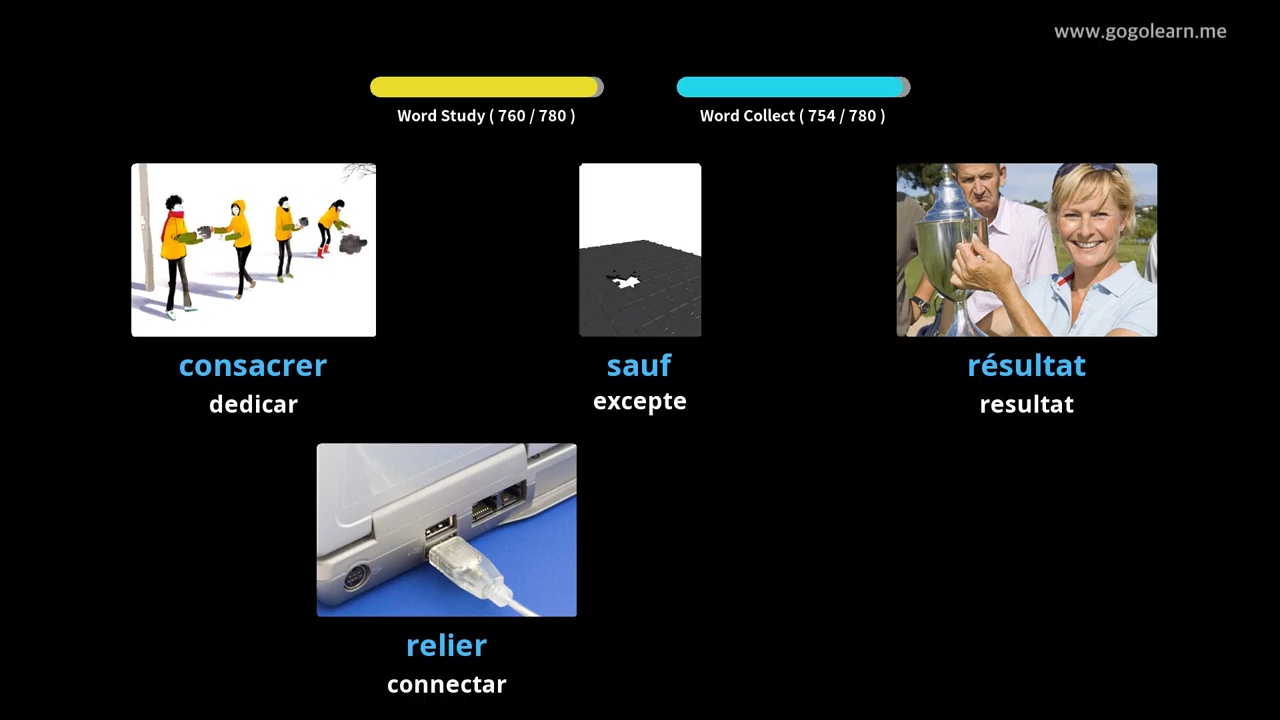 www.gogolearn.me
Word Study ( 760 / 780 )
Word Collect ( 754 / 780 )
consacrer
dedicar
sauf
excepte
résultat
resultat
relier
connectar